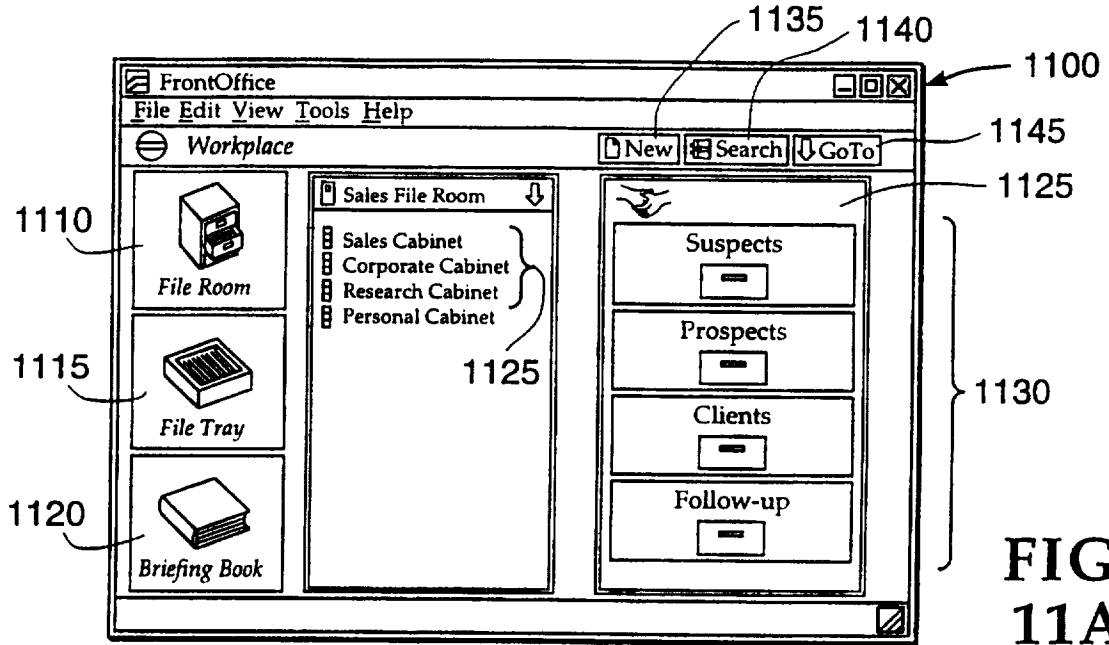 1135
1140
1100
FrontOffice
File Edit View Tools Help
1145
Workplace
New
Search
GoTo
1125
1110
File Room
Sales File Room
Sales Cabinet
Corporate Cabinet
Research Cabinet
Personal Cabinet
1125
Suspects
Prospects
Clients
Follow-up
1130
1115
File Tray
1120
Briefing Book
FIG
11A